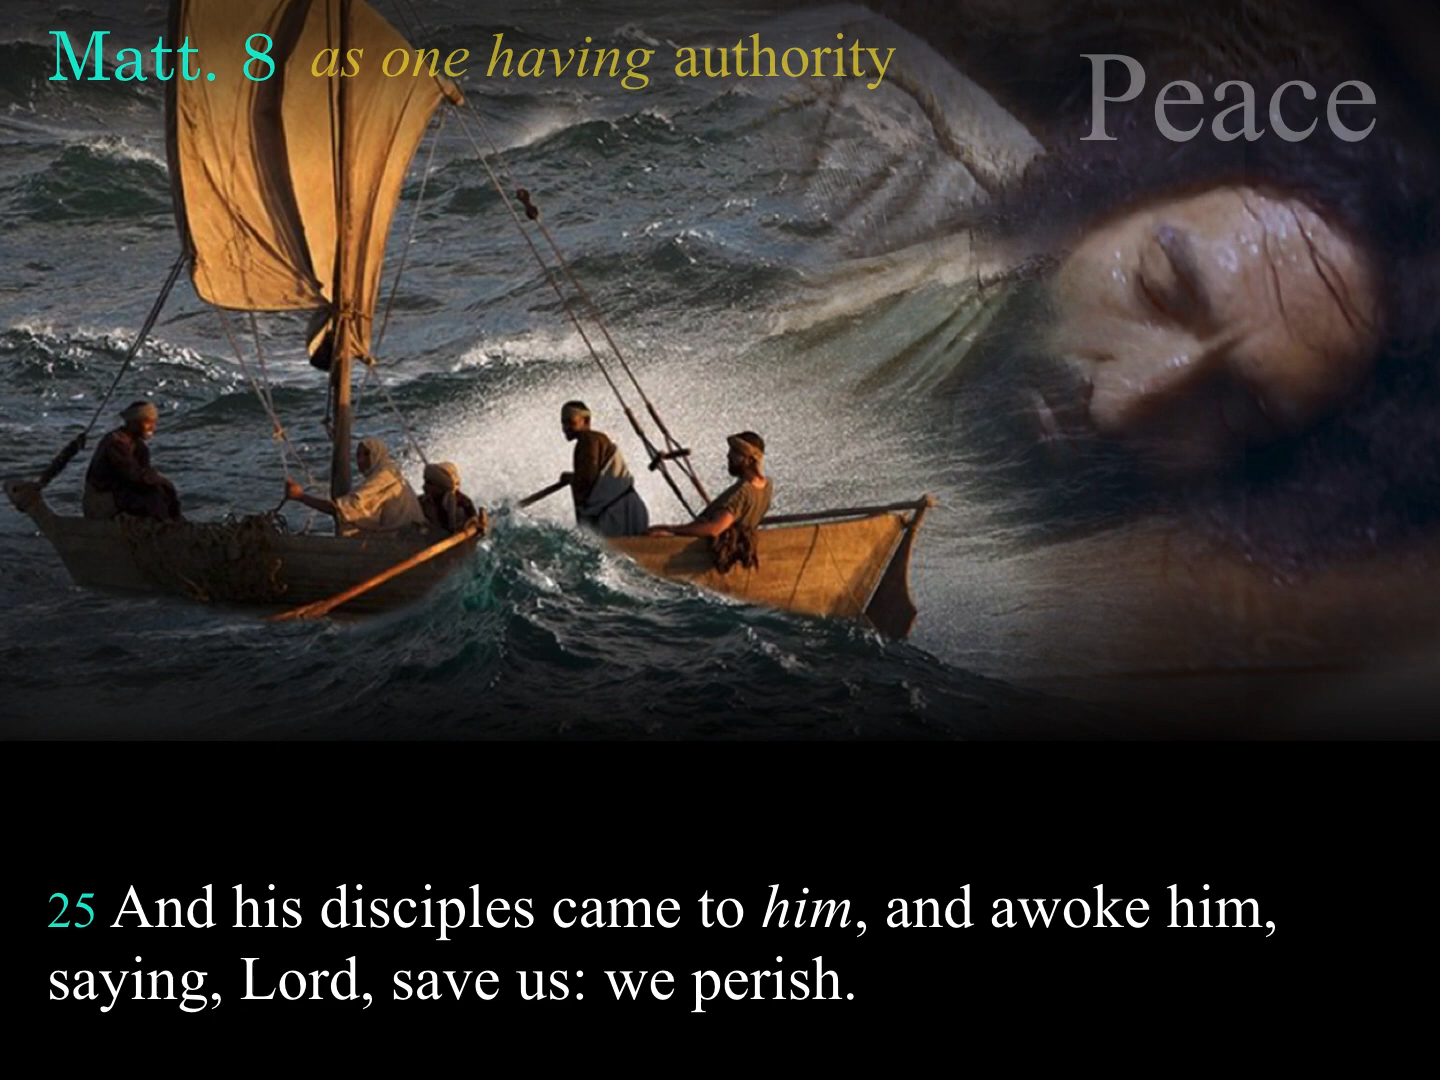 Matt. 8 as one having authority
Peace
25 And his disciples came to him, and awoke him,
saying, Lord, save us: we perish.